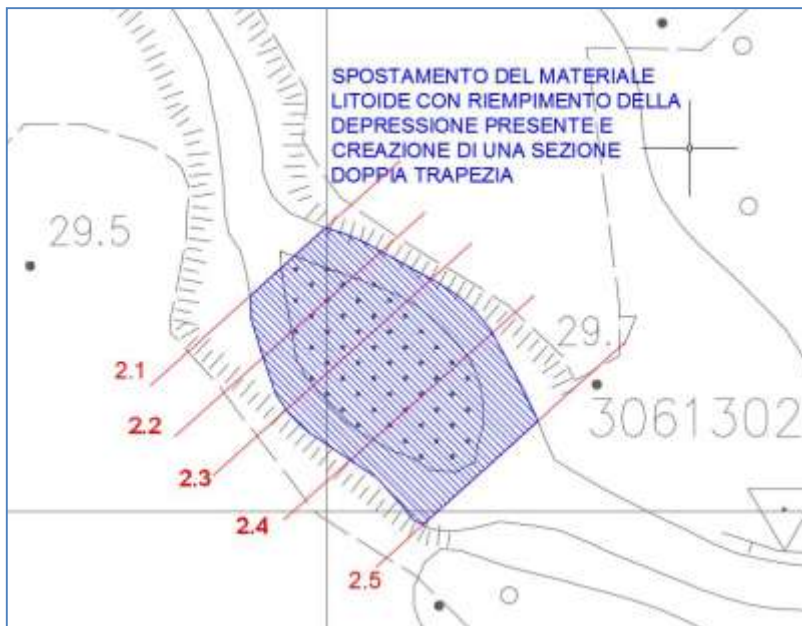 SPOSTAMENTO DEL MATERIALE
LITOIDE CON RIEMPIMENTO DELLA
DEPRESSIONE PRESENTE E
CREAZIONE DI UNA SEZIONE
DOPPIA TRAPEZIA
29.5
29.7
2.1
3061302
2.2
2.3
2.4
2.5